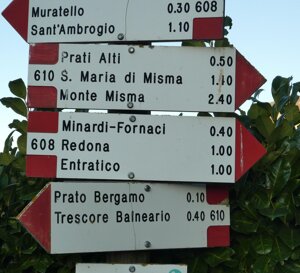 Muratello 0.30 608
Sant'Ambrogio 1.10
Prati Alti 0.50
610 S. Maria di Misma 1.40
Monte Misma 2.40
Minardi-Fornaci 0.40
608 Redona 1.00
Entratico 1.00
Prato Bergamo 0.10
Trescore Balneario 0.40 610